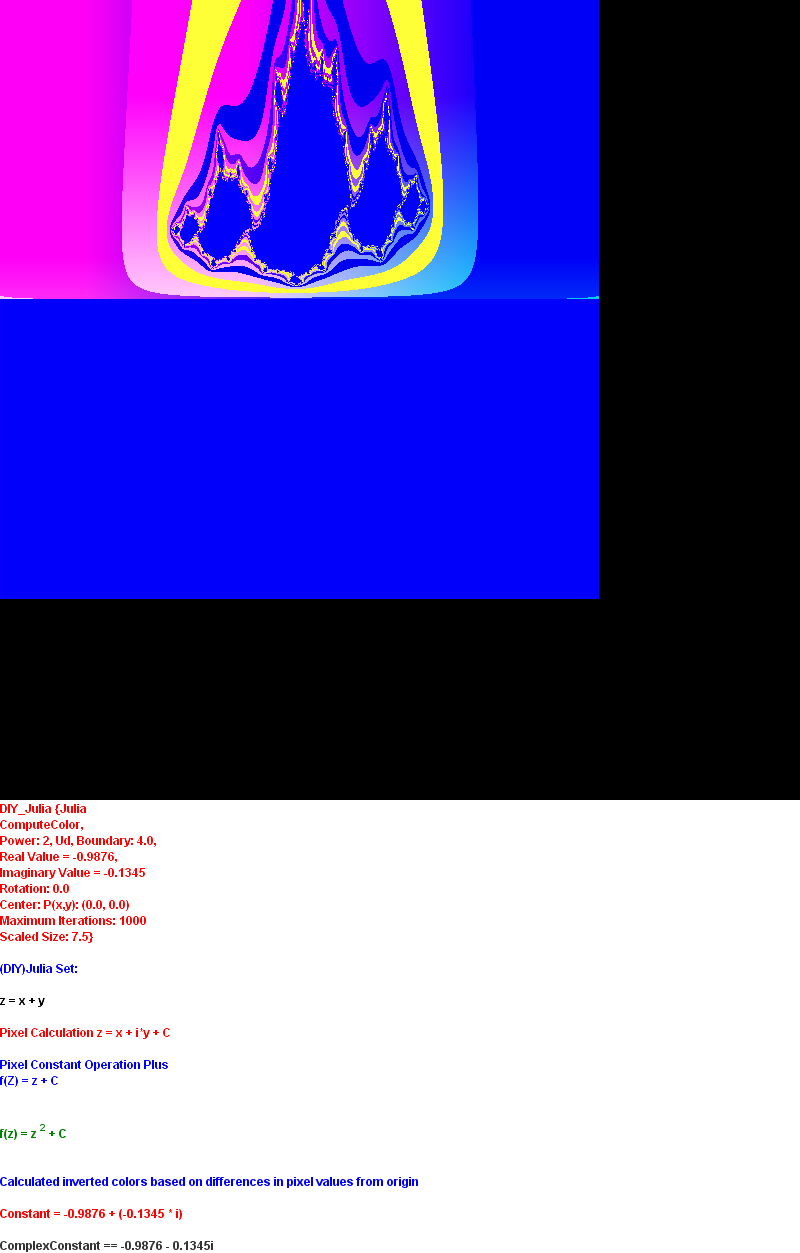 DIY_Julia {Julia
ComputeColor,
Power: 2, Ud, Boundary: 4.0,
Real Value = -0.9876,
Imaginary Value = -0.1345
Rotation: 0.0
Center: P(x,y): (0.0, 0.0)
Maximum Iterations: 1000
Scaled Size: 7.5}
(DIY)Julia Set:
z = x + y
Pixel Calculation z = x + i*y + C
Pixel Constant Operation Plus
f(Z) = z + C
f(z) = z 2 + C
Calculated inverted colors based on differences in pixel values from origin
Constant = -0.9876 + (-0.1345 * i)
ComplexConstant == -0.9876 - 0.1345i